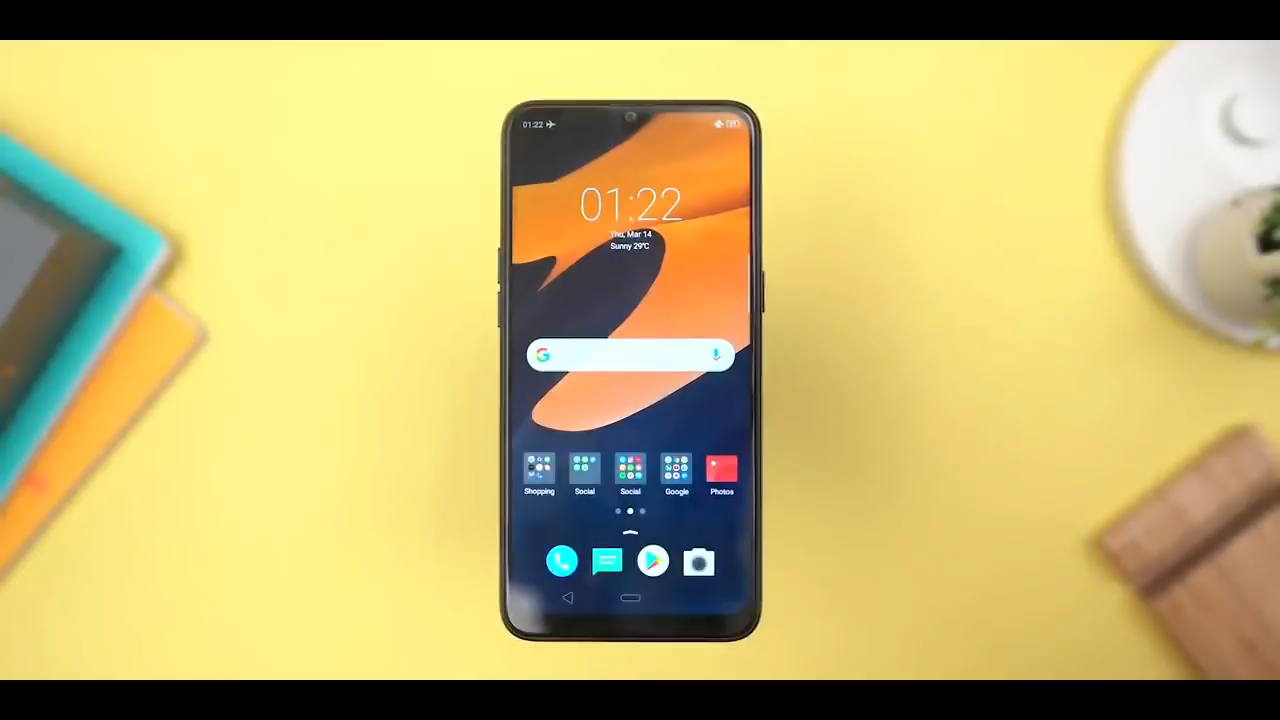 01:22
01:22
Thu, Mar 14
Sunny 29℃
Shopping
Social
Social
Google
Photos